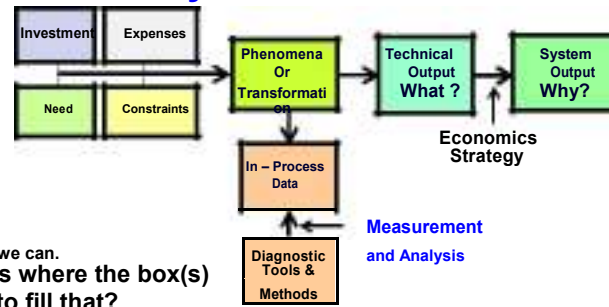 Investment
Expenses
Need
Constraints
Phenomena
Or
Transformati
on
Technical
Output
What ?
System
Output
Why?
Economics
Strategy
In – Process
Data
Measurement
and Analysis
Diagnostic
Tools &
Methods
we can.
s where the box(s)
to fill that?